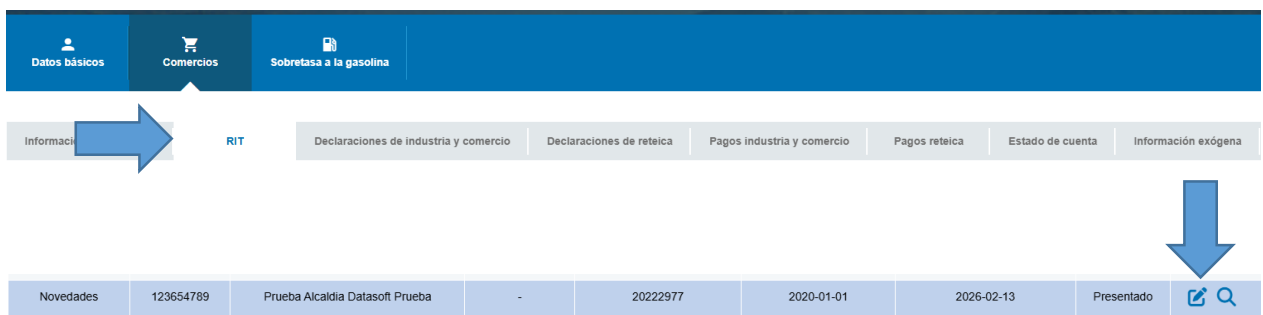 Datos básicos Comercios Sobretasa a la gasolina
RIT Declaraciones de industria y comercio Declaraciones de reteica Pagos industria y comercio Pagos reteica Estado de cuenta Información exógena
Novedades 123654789 Prueba Alcaldia Datasoft Prueba - 20222977 2020-01-01 2026-02-13 Presentado